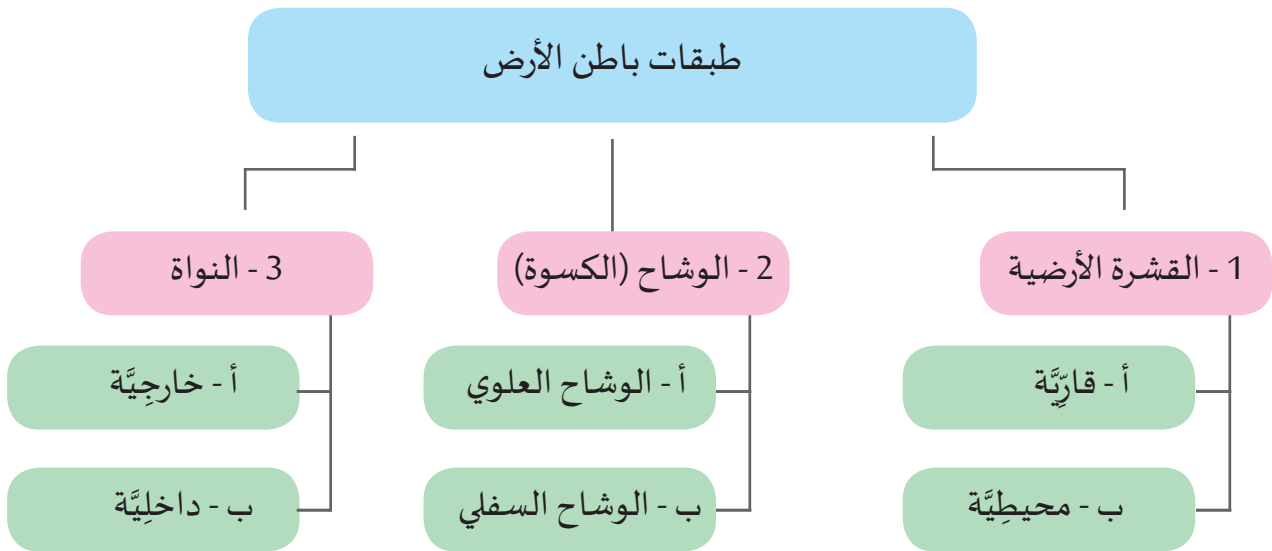 طبقات باطن الأرض
1 - القشرة الأرضية
2 - الوشاح (الكسوة)
3 - النواة
أ - قارِّيَّة
أ - الوشاح العلوي
أ - خارجِيَّة
ب - محيطِيَّة
ب - الوشاح السفلي
ب - داخلِيَّة